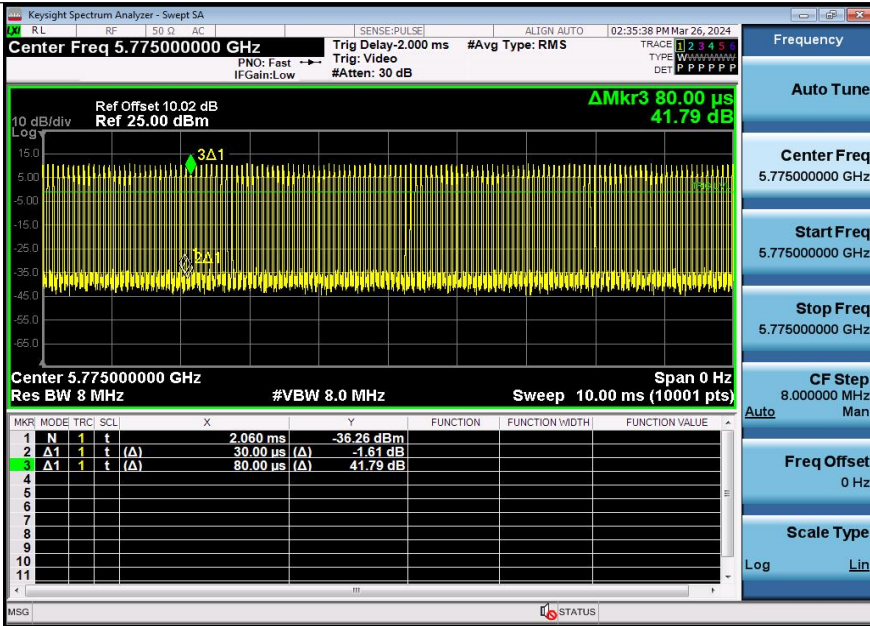 Keysight Spectrum Analyzer - Swept SA
LXI RL RF 50 Ω AC SENSE:PULSE ALIGN AUTO 02:35:38 PM Mar 26, 2024
Center Freq 5.775000000 GHz
PNO: Fast
IFGain:Low
Trig Delay-2.000 ms
Trig: Video
#Atten: 30 dB
#Avg Type: RMS
TRACE 1 2 3 4 5 6
TYPE WWWWWW
DET P P P P P P
Ref Offset 10.02 dB
10 dB/div Ref 25.00 dBm
Log
ΔMkr3 80.00 µs
41.79 dB
15.0
5.00
-5.00
-15.0
-25.0
-35.0
-45.0
-55.0
-65.0
3Δ1
2Δ1
Center 5.775000000 GHz Span 0 Hz
Res BW 8 MHz #VBW 8.0 MHz Sweep 10.00 ms (10001 pts)
MKR MODE TRC SCL X Y FUNCTION FUNCTION WIDTH FUNCTION VALUE
1 N 1 t 2.060 ms -36.26 dBm
2 Δ1 1 t (Δ) 30.00 µs (Δ) -1.61 dB
3 Δ1 1 t (Δ) 80.00 µs (Δ) 41.79 dB
4
5
6
7
8
9
10
11
MSG STATUS
Frequency
Auto Tune
Center Freq
5.775000000 GHz
Start Freq
5.775000000 GHz
Stop Freq
5.775000000 GHz
CF Step
8.000000 MHz
Auto Man
Freq Offset
0 Hz
Scale Type
Log Lin